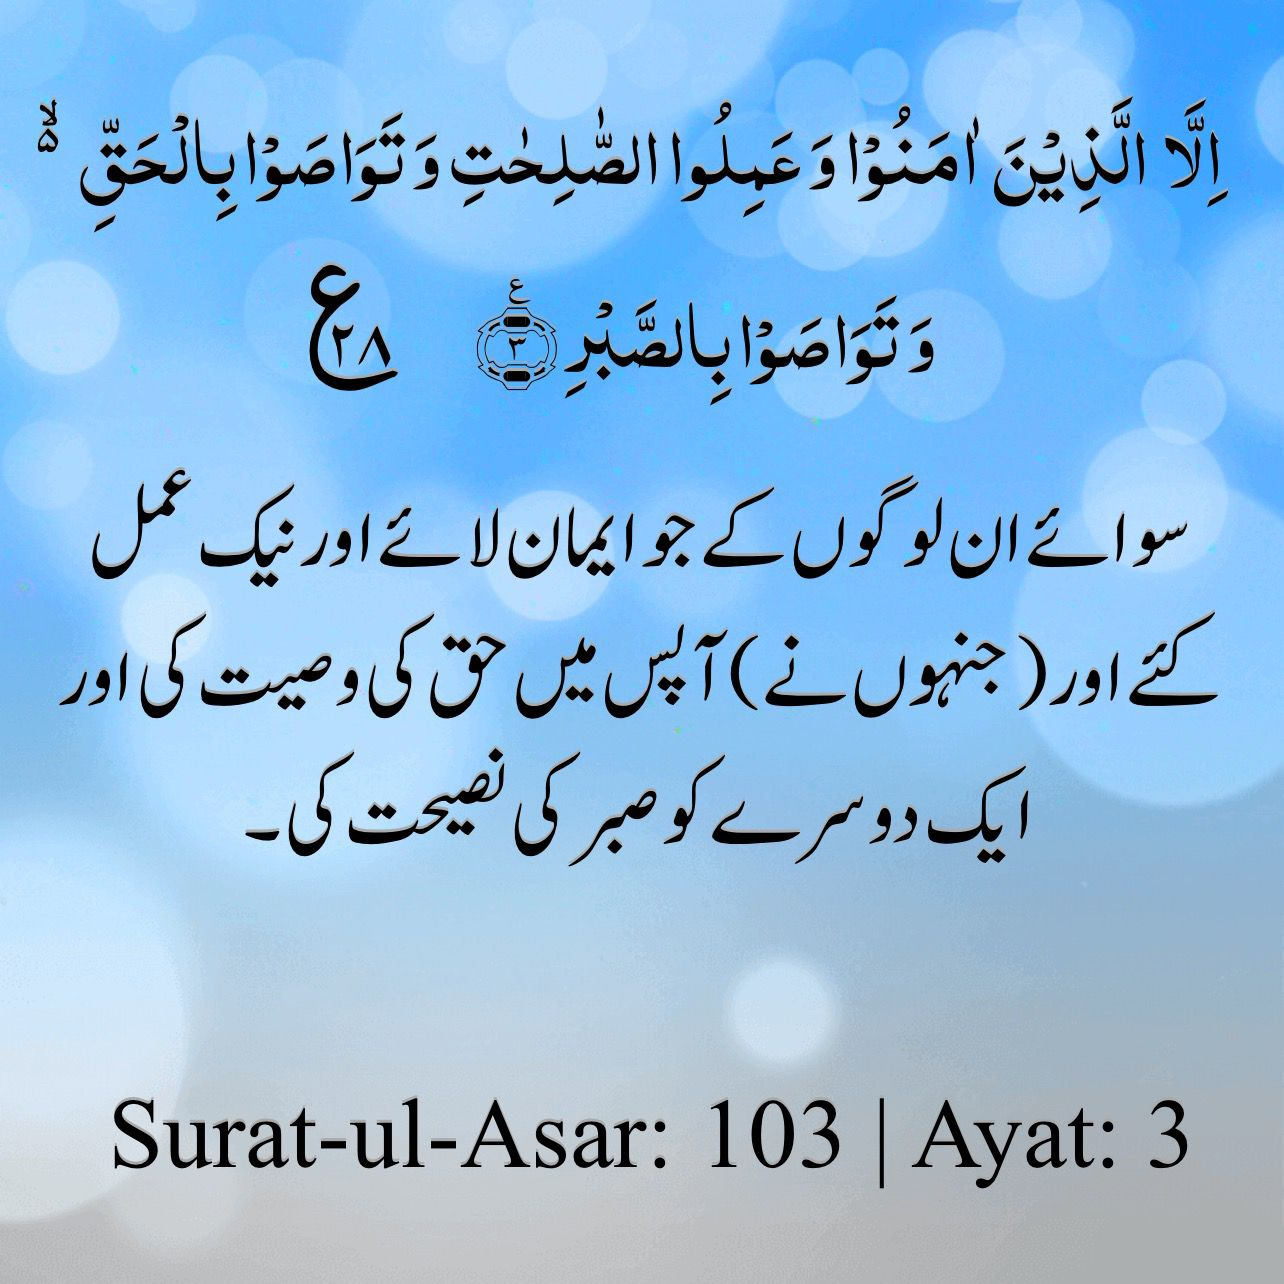 اِلَّا الَّذِيْنَ اٰمَنُوْا وَ عَمِلُوا الصّٰلِحٰتِ وَ تَوَاصَوْا بِالْحَقِّ ۙ۬
وَ تَوَاصَوْا بِالصَّبْرِ ۝۳ ع ع ۲۸
سوائے ان لوگوں کے جو ایمان لائے اور نیک عمل
کئے اور (جنہوں نے) آپس میں حق کی وصیت کی اور
ایک دوسرے کو صبر کی نصیحت کی۔
Surat-ul-Asar: 103 | Ayat: 3